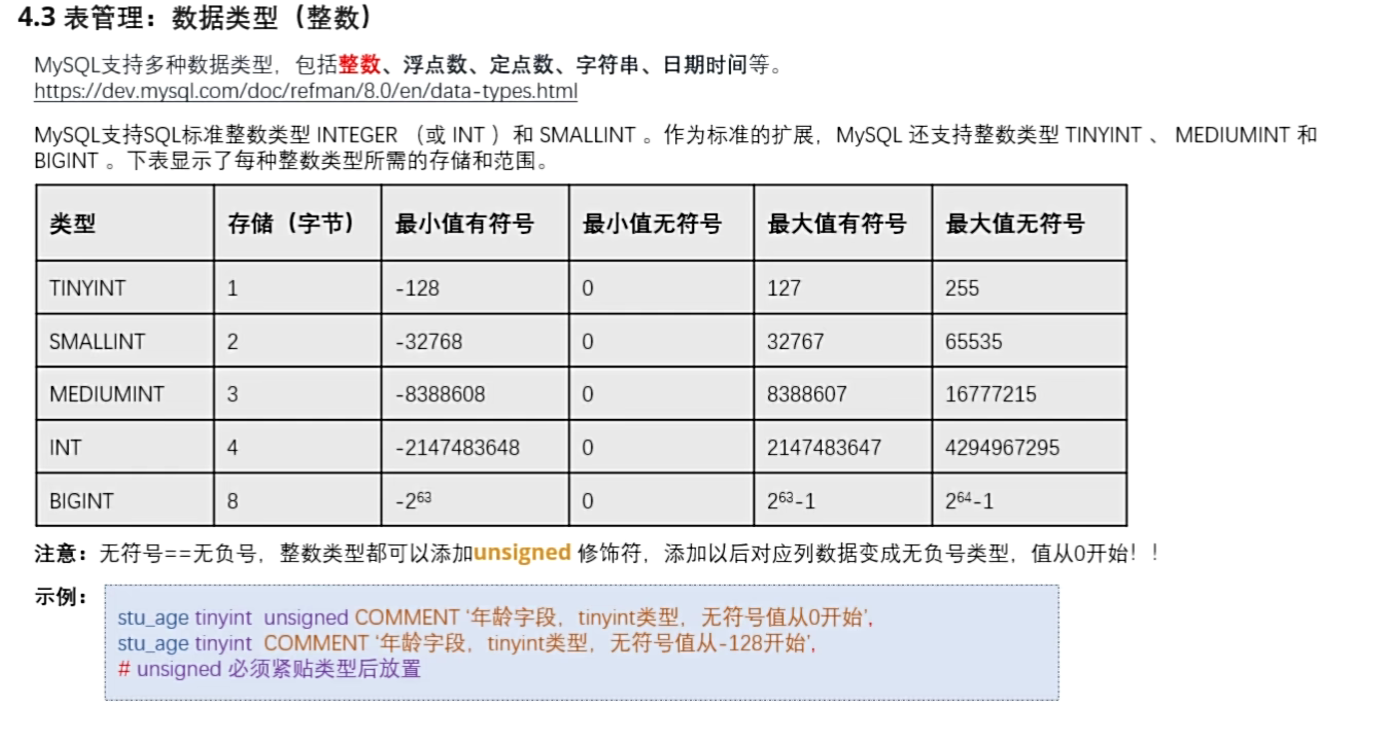 4.3 表管理：数据类型（整数）
MySQL支持多种数据类型，包括整数、浮点数、定点数、字符串、日期时间等。
https://dev.mysql.com/doc/refman/8.0/en/data-types.html
MySQL支持SQL标准整数类型 INTEGER （或 INT ）和 SMALLINT 。作为标准的扩展，MySQL 还支持整数类型 TINYINT 、 MEDIUMINT 和
BIGINT 。下表显示了每种整数类型所需的存储和范围。
类型 存储（字节） 最小值有符号 最小值无符号 最大值有符号 最大值无符号
TINYINT 1 -128 0 127 255
SMALLINT 2 -32768 0 32767 65535
MEDIUMINT 3 -8388608 0 8388607 16777215
INT 4 -2147483648 0 2147483647 4294967295
BIGINT 8 -2⁶³ 0 2⁶³-1 2⁶⁴-1
注意：无符号==无负号，整数类型都可以添加unsigned 修饰符，添加以后对应列数据变成无负号类型，值从0开始！！
示例：
stu_age tinyint unsigned COMMENT ‘年龄字段，tinyint类型，无符号值从0开始’,
stu_age tinyint COMMENT ‘年龄字段，tinyint类型，无符号值从-128开始’,
# unsigned 必须紧贴类型后放置